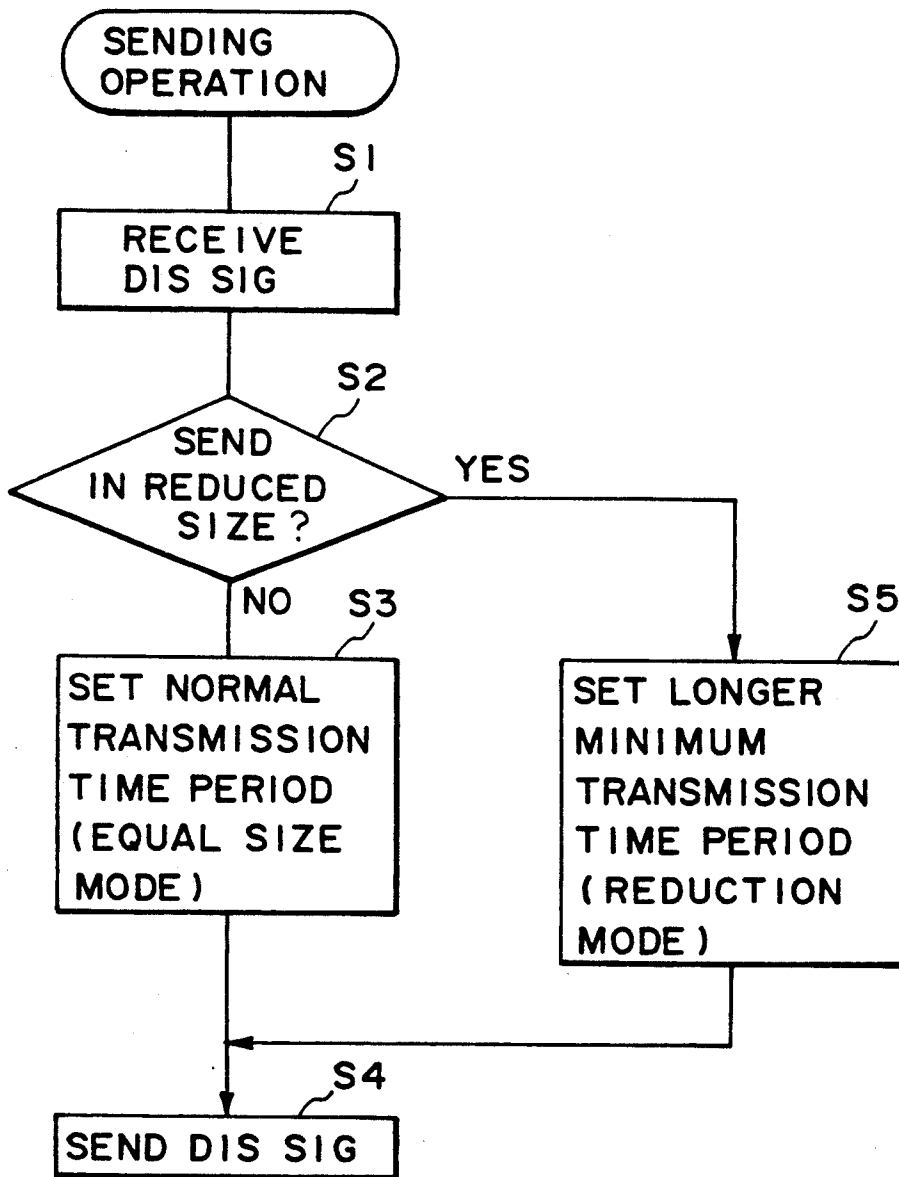 SENDING
OPERATION
S1
RECEIVE
DIS SIG
S2
SEND
IN REDUCED
SIZE?
YES
NO
S3
SET NORMAL
TRANSMISSION
TIME PERIOD
(EQUAL SIZE
MODE)
S5
SET LONGER
MINIMUM
TRANSMISSION
TIME PERIOD
(REDUCTION
MODE)
S4
SEND DIS SIG